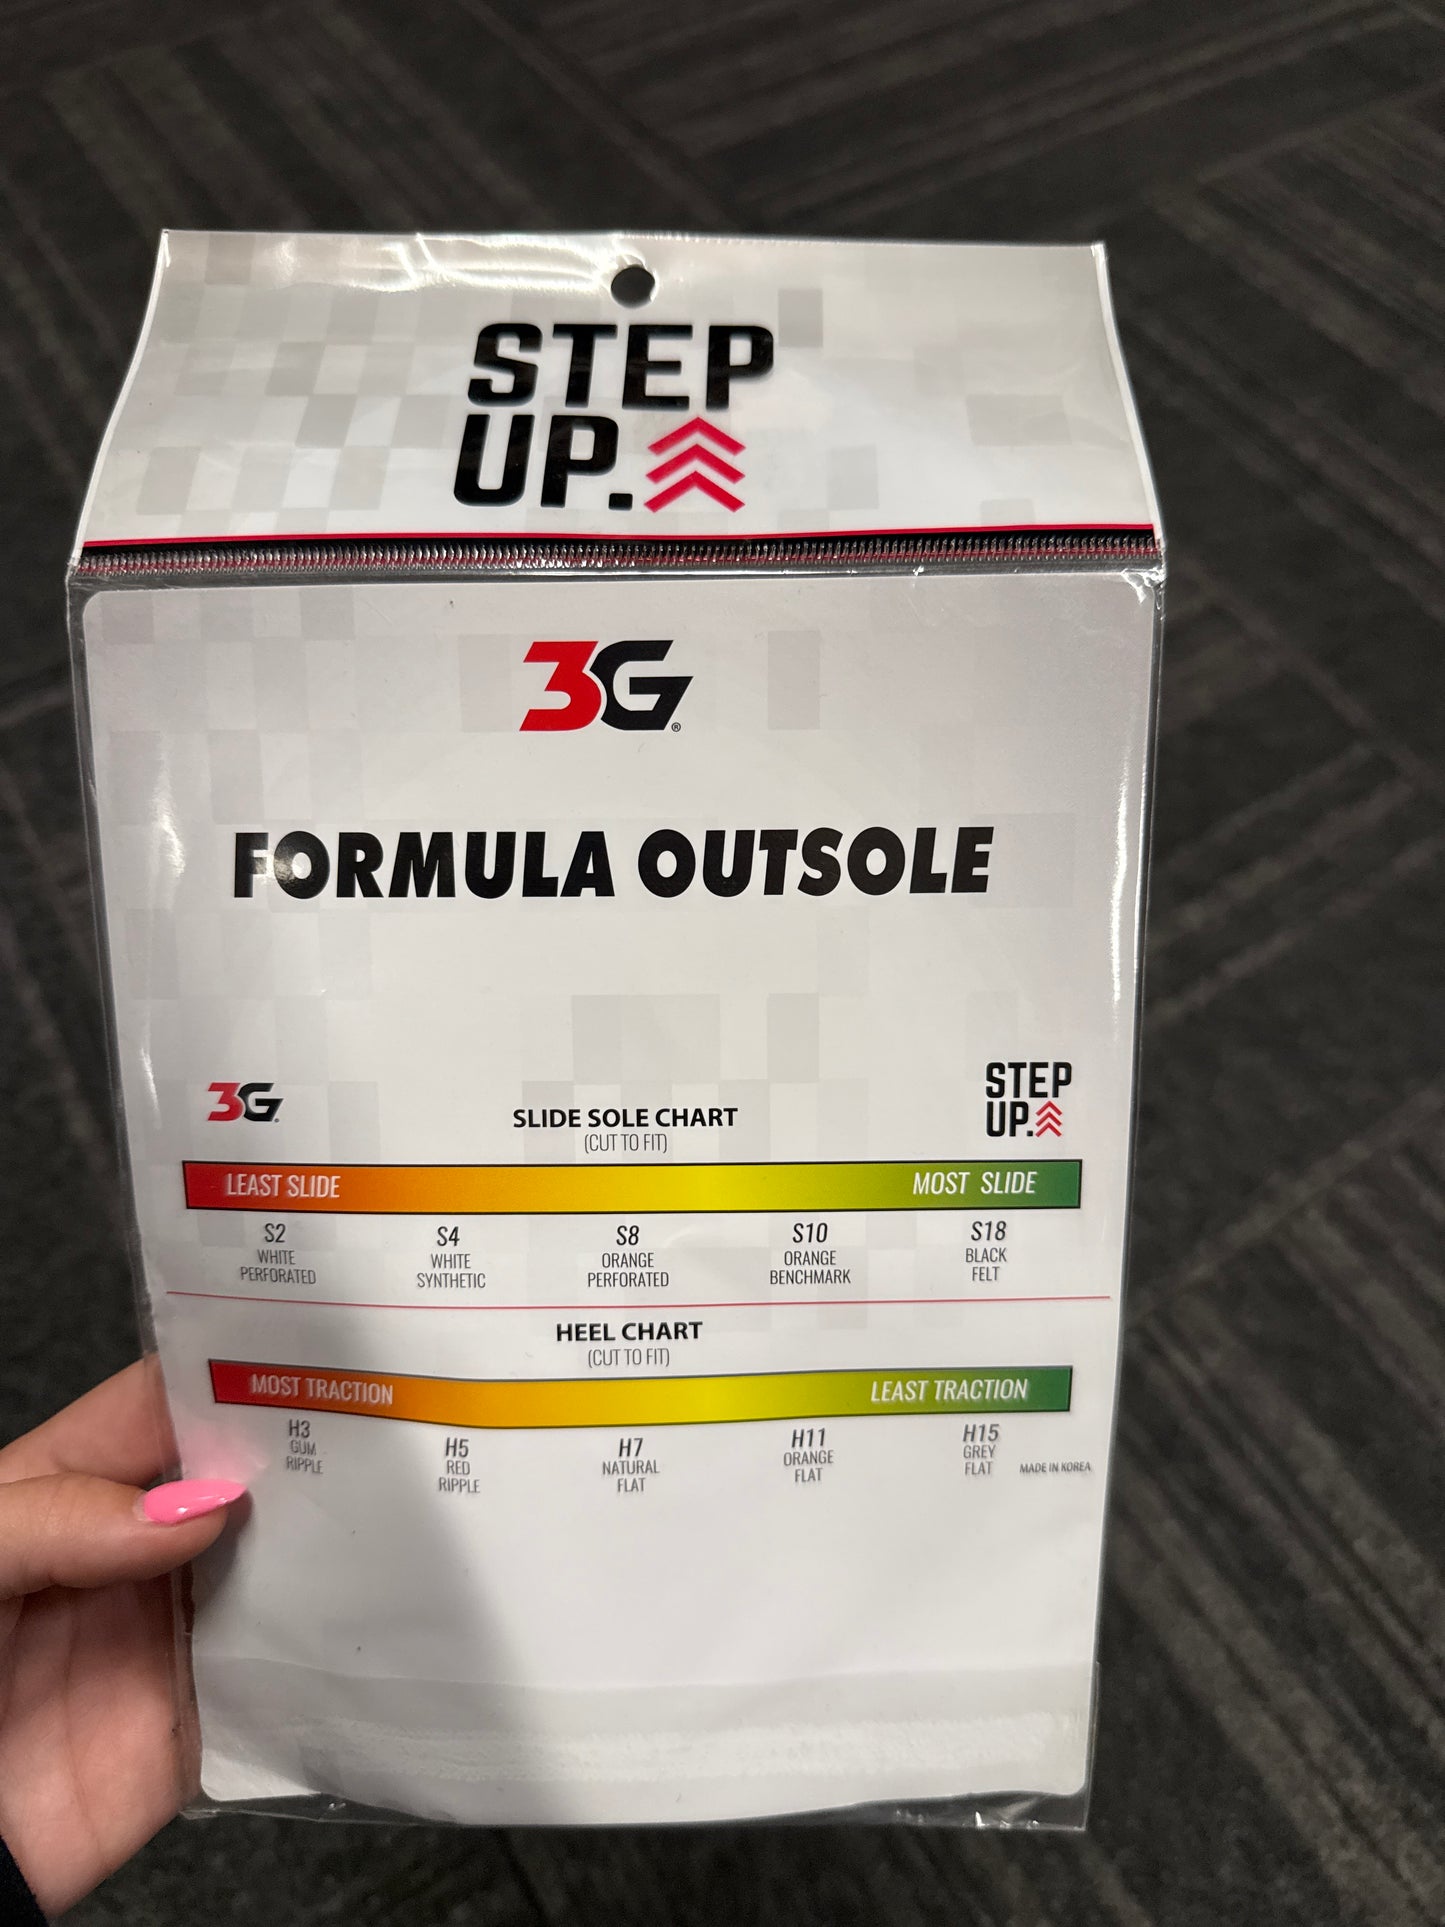 STEP
UP.
3G®
FORMULA OUTSOLE
3G®
STEP
UP.
SLIDE SOLE CHART
(CUT TO FIT)
LEAST SLIDE MOST SLIDE
S2 S4 S8 S10 S18
WHITE WHITE ORANGE ORANGE BLACK
PERFORATED SYNTHETIC PERFORATED BENCHMARK FELT
HEEL CHART
(CUT TO FIT)
MOST TRACTION LEAST TRACTION
H3 H5 H7 H11 H15
GUM RED NATURAL ORANGE GREY
RIPPLE RIPPLE FLAT FLAT FLAT
MADE IN KOREA